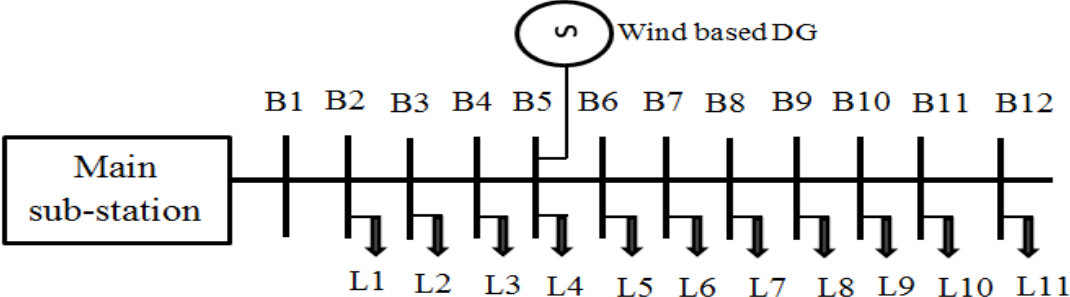 Wind based DG
B1 B2 B3 B4 B5 B6 B7 B8 B9 B10 B11 B12
Main
sub-station
L1 L2 L3 L4 L5 L6 L7 L8 L9 L10 L11